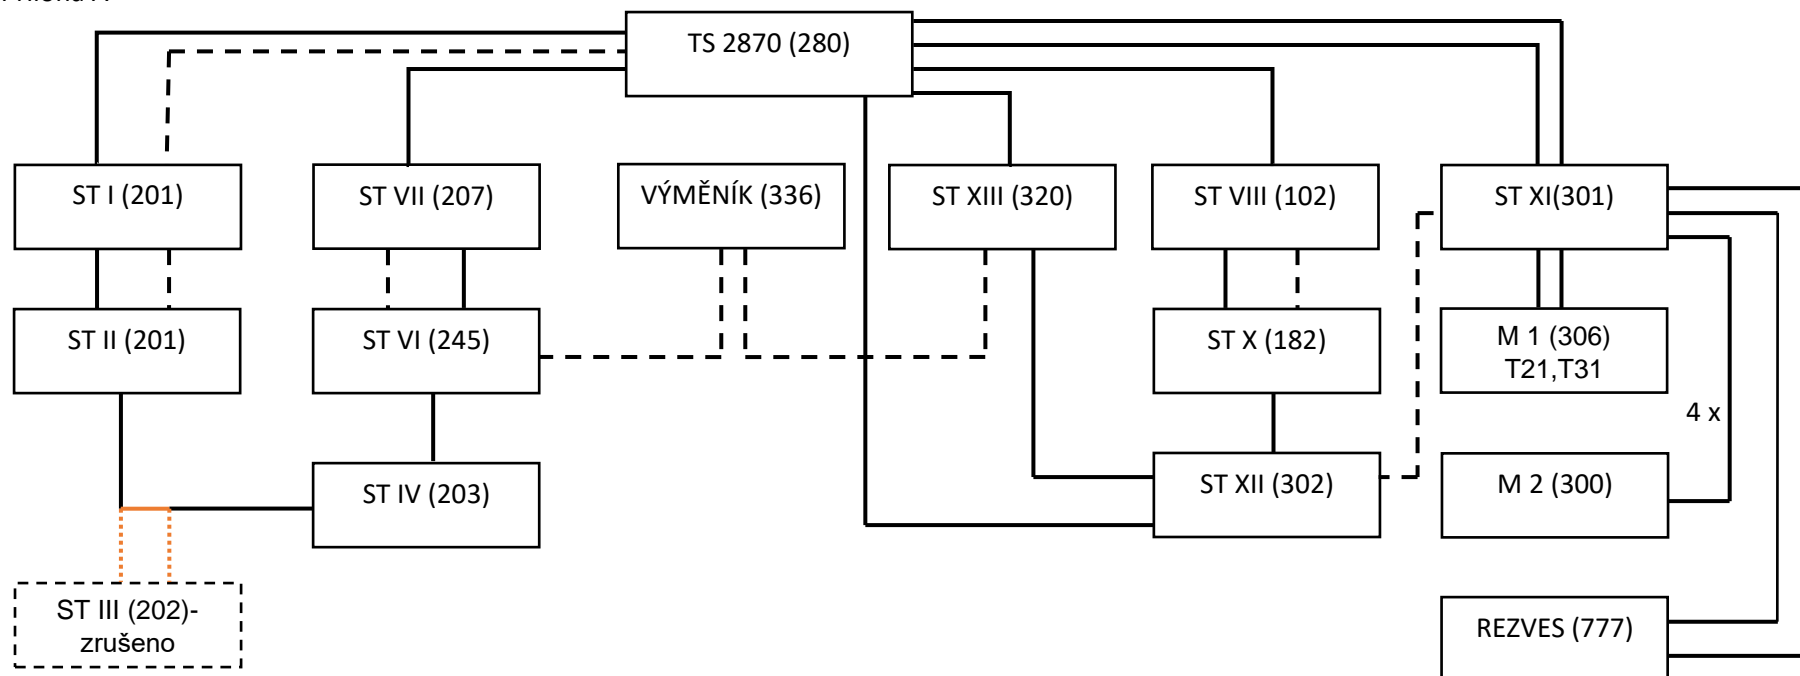 TS 2870 (280)
ST I (201)
ST VII (207)
VÝMĚNÍK (336)
ST XIII (320)
ST VIII (102)
ST XI(301)
ST II (201)
ST VI (245)
ST X (182)
M 1 (306)
T21,T31
4 x
ST IV (203)
ST XII (302)
M 2 (300)
ST III (202)-
zrušeno
REZVES (777)